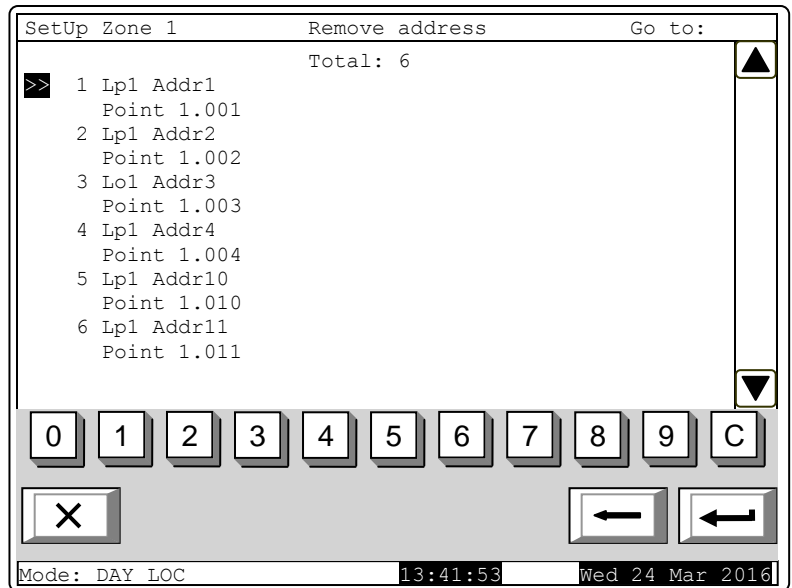 SetUp Zone 1 Remove address Go to:
Total: 6
>> 1 Lp1 Addr1
Point 1.001
2 Lp1 Addr2
Point 1.002
3 Lo1 Addr3
Point 1.003
4 Lp1 Addr4
Point 1.004
5 Lp1 Addr10
Point 1.010
6 Lp1 Addr11
Point 1.011
0 1 2 3 4 5 6 7 8 9 C
Mode: DAY LOC 13:41:53 Wed 24 Mar 2016